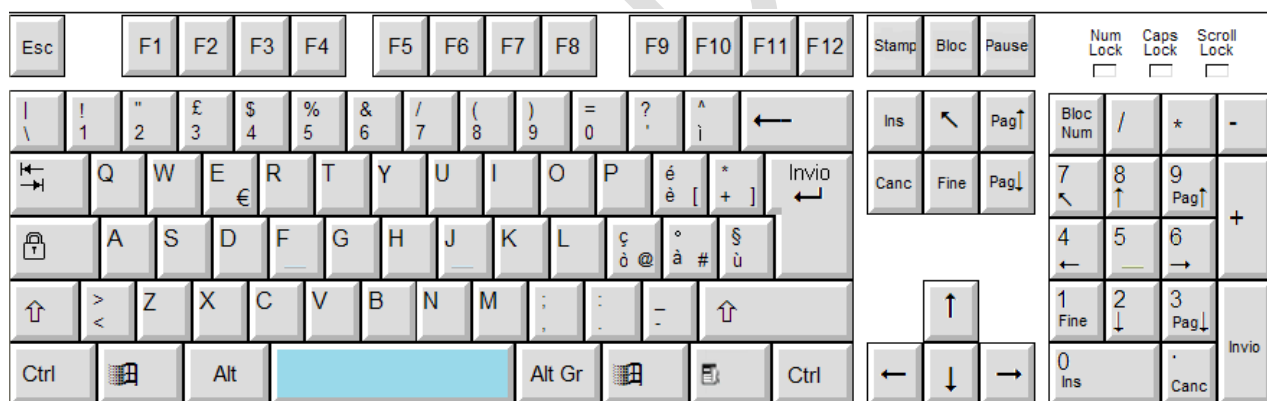 Esc F1 F2 F3 F4 F5 F6 F7 F8 F9 F10 F11 F12 Stamp Bloc Pause Num Lock Caps Lock Scroll Lock
| ! " £ $ % & / ( ) = ? ^ Ins ↖ Pag↑ Bloc Num / * -
\ 1 2 3 4 5 6 7 8 9 0 ' ì ←
Q W E € R T Y U I O P é è [ * + ] Invio Canc Fine Pag↓ 7 ↖ 8 ↑ 9 Pag↑ +
A S D F G H J K L ç ò @ ° à # § ù 4 ← 5 6 →
⇧ > < Z X C V B N M ; , : . _ - ⇧ ↑ 1 Fine 2 ↓ 3 Pag↓ Invio
Ctrl Alt Alt Gr Ctrl ← ↓ → 0 Ins . Canc